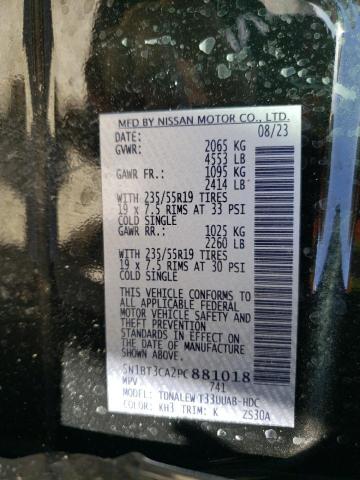 MFD BY NISSAN MOTOR CO., LTD.
DATE: 08/23
GVWR: 2065 KG
4553 LB
GAWR FR.: 1095 KG
2414 LB
WITH 235/55R19 TIRES
19 x 7.5 RIMS AT 33 PSI
COLD SINGLE
GAWR RR.: 1025 KG
2260 LB
WITH 235/55R19 TIRES
19 x 7.5 RIMS AT 30 PSI
COLD SINGLE
THIS VEHICLE CONFORMS TO
ALL APPLICABLE FEDERAL
MOTOR VEHICLE SAFETY
STANDARDS IN EFFECT ON THE
DATE OF MANUFACTURE SHOWN
ABOVE.
5N1BT3CA2PC881018
MPV 741
MODEL: TDNALEW T33UUAB-HDC
COLOR: KH3 TRIM: K ZS30A